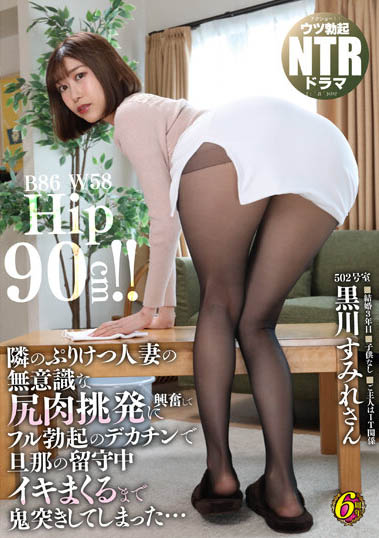 ウツ勃起
NTR
ドラマ
B86 W58
Hip
90cm!!
502号室
黒川すみれさん
■結婚3年目■子供なし■ご主人はIT関係
隣のぷりけつ人妻の
無意識な
尻肉挑発に興奮して
フル勃起のデカチンで
旦那の留守中
イキまくるまで
鬼突きしてしまった…
6